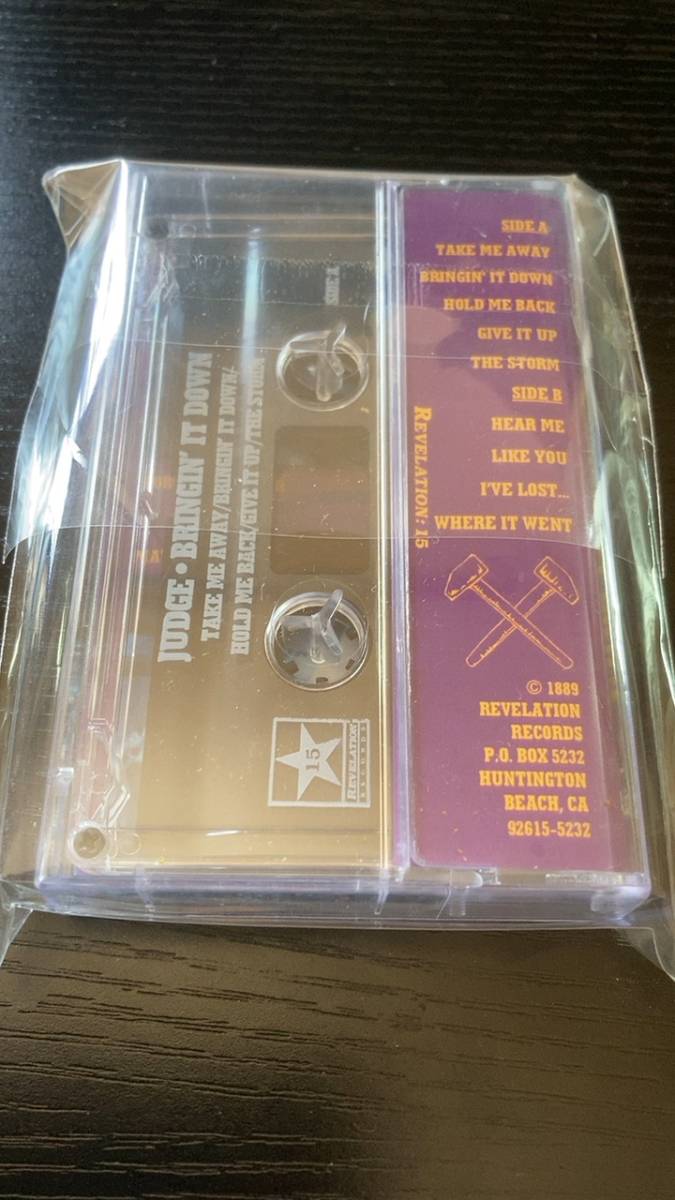 SIDE A
JUDGE • BRINGIN' IT DOWN
TAKE ME AWAY/BRINGIN' IT DOWN/
HOLD ME BACK/GIVE IT UP/THE STORM
15
REVELATION
RECORDS
REVELATION: 15
SIDE A
TAKE ME AWAY
BRINGIN' IT DOWN
HOLD ME BACK
GIVE IT UP
THE STORM
SIDE B
HEAR ME
LIKE YOU
I'VE LOST...
WHERE IT WENT
© 1889
REVELATION
RECORDS
P.O. BOX 5232
HUNTINGTON
BEACH, CA
92615-5232